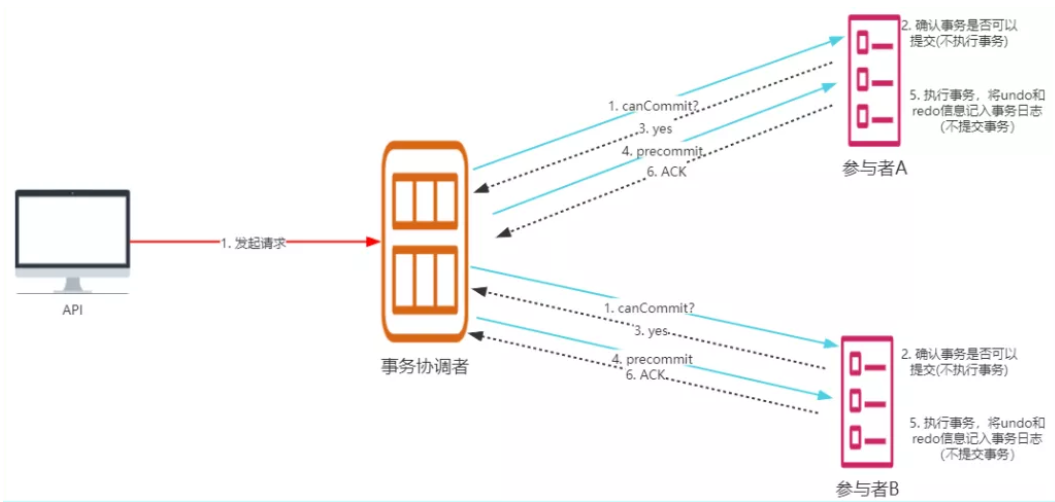 2. 确认事务是否可以
提交(不执行事务)
1. canCommit?
3. yes
4. precommit
6. ACK
5. 执行事务，将undo和
redo信息记入事务日志
(不提交事务)
参与者A
1. 发起请求
API
事务协调者
1. canCommit?
3. yes
4. precommit
6. ACK
2. 确认事务是否可以
提交(不执行事务)
5. 执行事务，将undo和
redo信息记入事务日志
(不提交事务)
参与者B